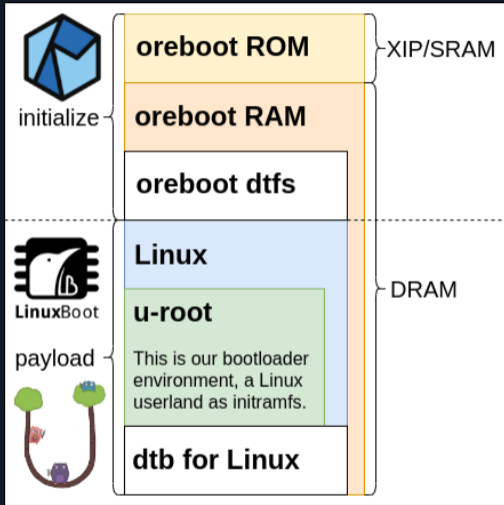 oreboot ROM
XIP/SRAM
initialize
oreboot RAM
oreboot dtfs
Linux
DRAM
B
LinuxBoot
u-root
payload
This is our bootloader
environment, a Linux
userland as initramfs.
dtb for Linux